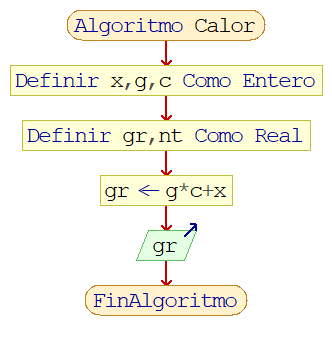 Algoritmo Calor
Definir x,g,c Como Entero
Definir gr,nt Como Real
gr ← g*c+x
gr
FinAlgoritmo